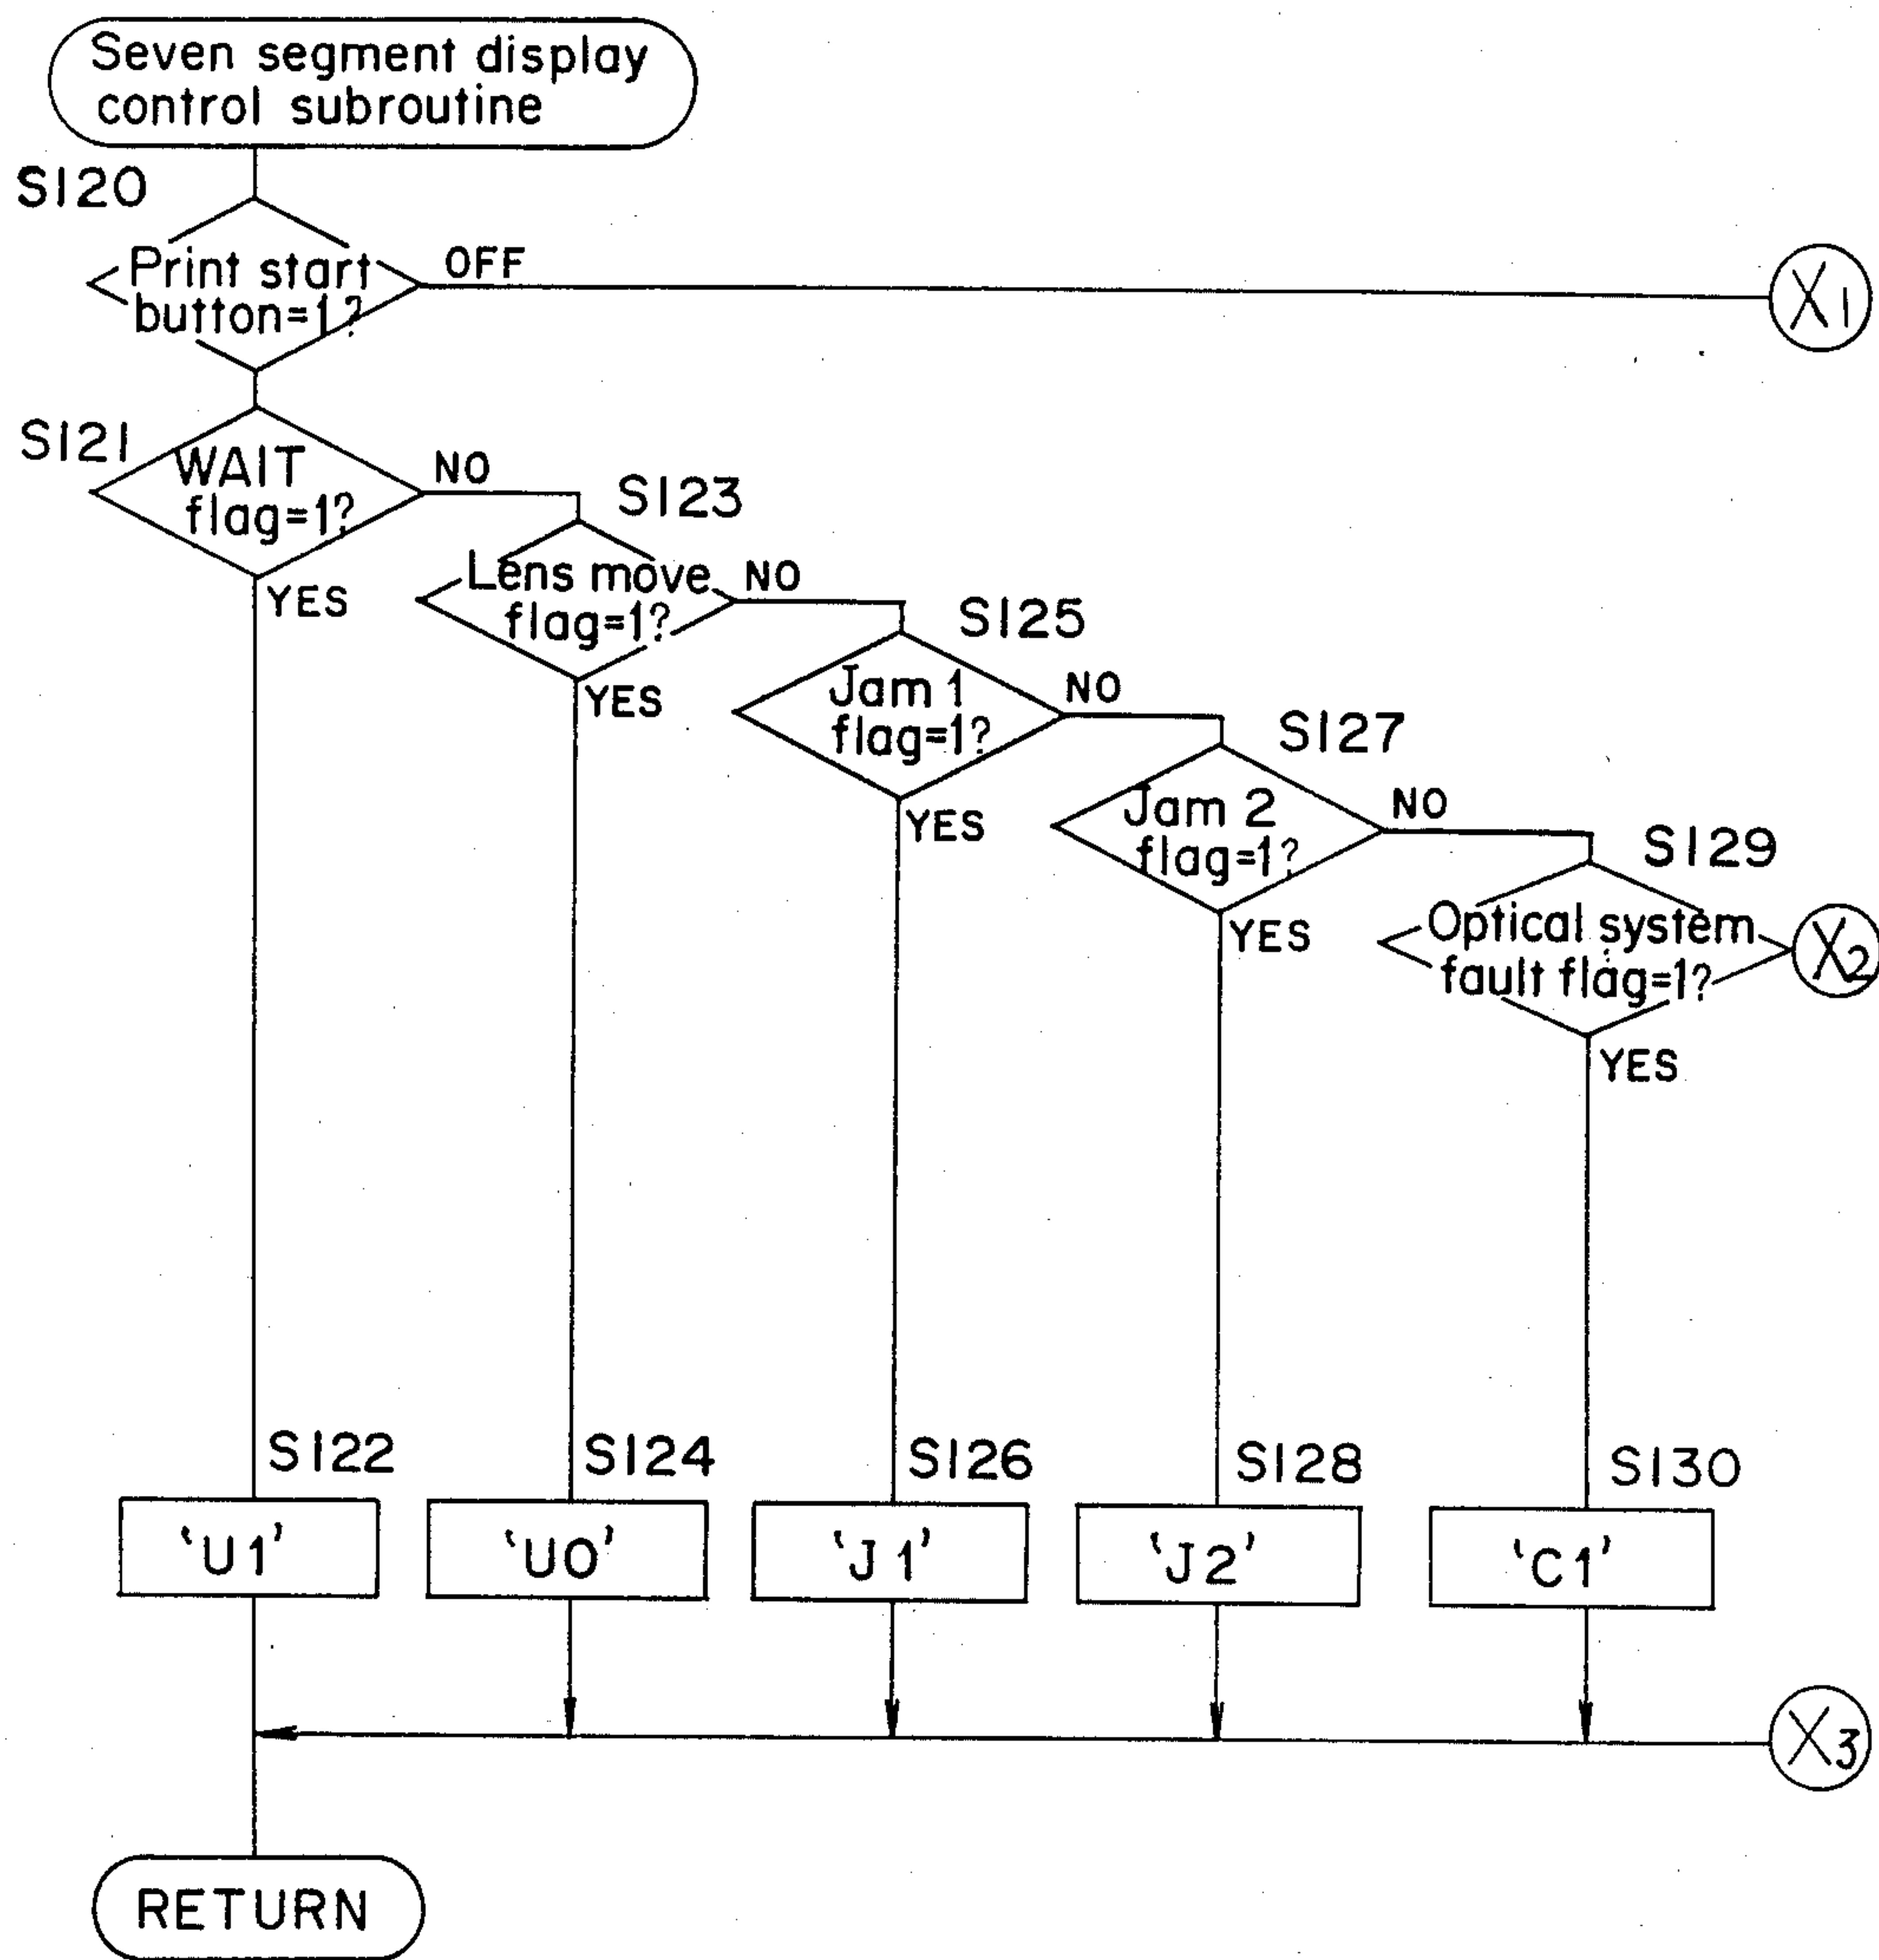 Seven segment display
control subroutine
S120
Print start
button=1?
OFF
X1
S121
WAIT
flag=1?
NO
YES
S123
Lens move
flag=1?
NO
YES
S125
Jam 1
flag=1?
NO
YES
S127
Jam 2
flag=1?
NO
YES
S129
Optical system
fault flag=1?
X2
YES
S122
'U1'
S124
'U0'
S126
'J1'
S128
'J2'
S130
'C1'
X3
RETURN